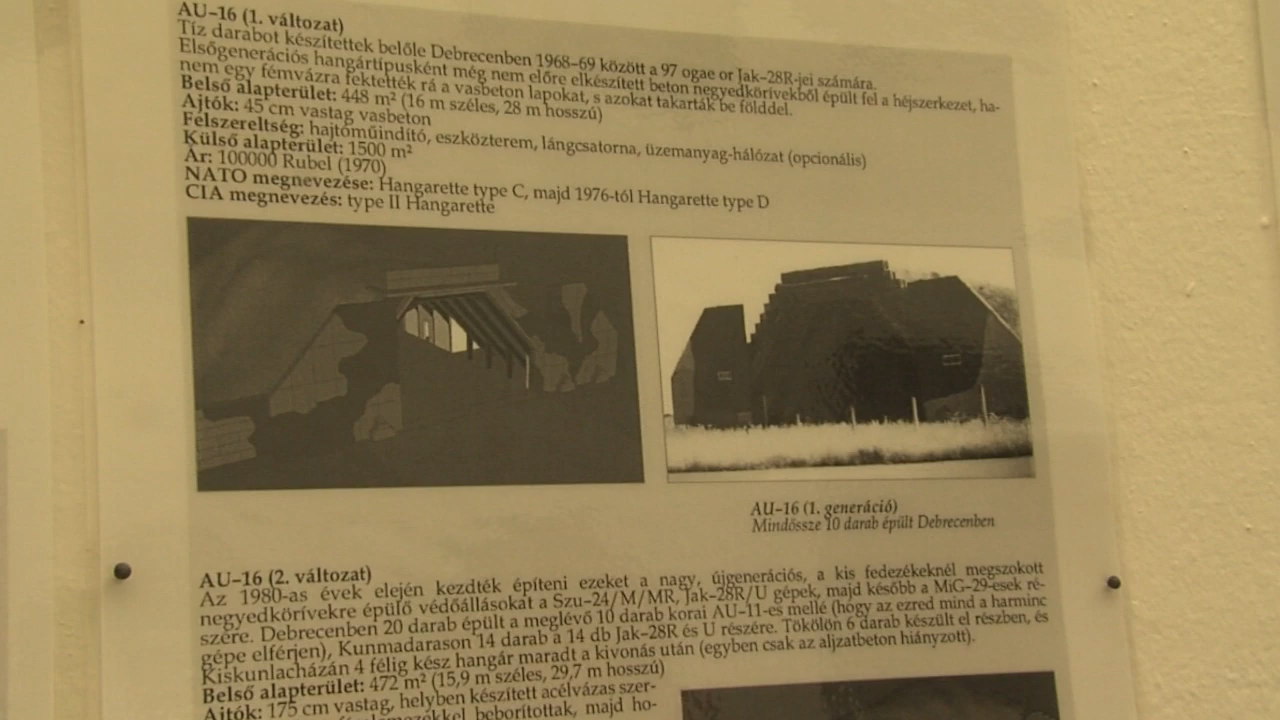 AU–16 (1. változat)
Tíz darabot készítettek belőle Debrecenben 1968–69 között a 97 ogae or Jak–28R-jei számára.
Elsőgenerációs hangártípusként még nem előre elkészített beton negyedkörívekből épült fel a héjszerkezet, ha-
nem egy fémvázra fektették rá a vasbeton lapokat, s azokat takarták be földdel.
Belső alapterület: 448 m² (16 m széles, 28 m hosszú)
Ajtók: 45 cm vastag vasbeton
Felszereltség: hajtóműindító, eszközterem, lángcsatorna, üzemanyag-hálózat (opcionális)
Külső alapterület: 1500 m²
Ár: 100000 Rubel (1970)
NATO megnevezése: Hangarette type C, majd 1976-tól Hangarette type D
CIA megnevezés: type II Hangarette
AU–16 (1. generáció)
Mindössze 10 darab épült Debrecenben
AU–16 (2. változat)
Az 1980-as évek elején kezdték építeni ezeket a nagy, újgenerációs, a kis fedezékeknél megszokott
negyedkörívekre épülő védőállásokat a Szu–24/M/MR, Jak–28R/U gépek, majd később a MiG–29-esek ré-
szére. Debrecenben 20 darab épült a meglévő 10 darab korai AU–11-es mellé (hogy az ezred mind a harminc
gépe elférjen), Kunmadarason 14 darab a 14 db Jak–28R és U részére. Tökölön 6 darab készült el részben, és
Kiskunlacházán 4 félig kész hangár maradt a kivonás után (egyben csak az aljzatbeton hiányzott).
Belső alapterület: 472 m² (15,9 m széles, 29,7 m hosszú)
Ajtók: 175 cm vastag, helyben készített acélvázas szer-
beborítottak, majd ho-